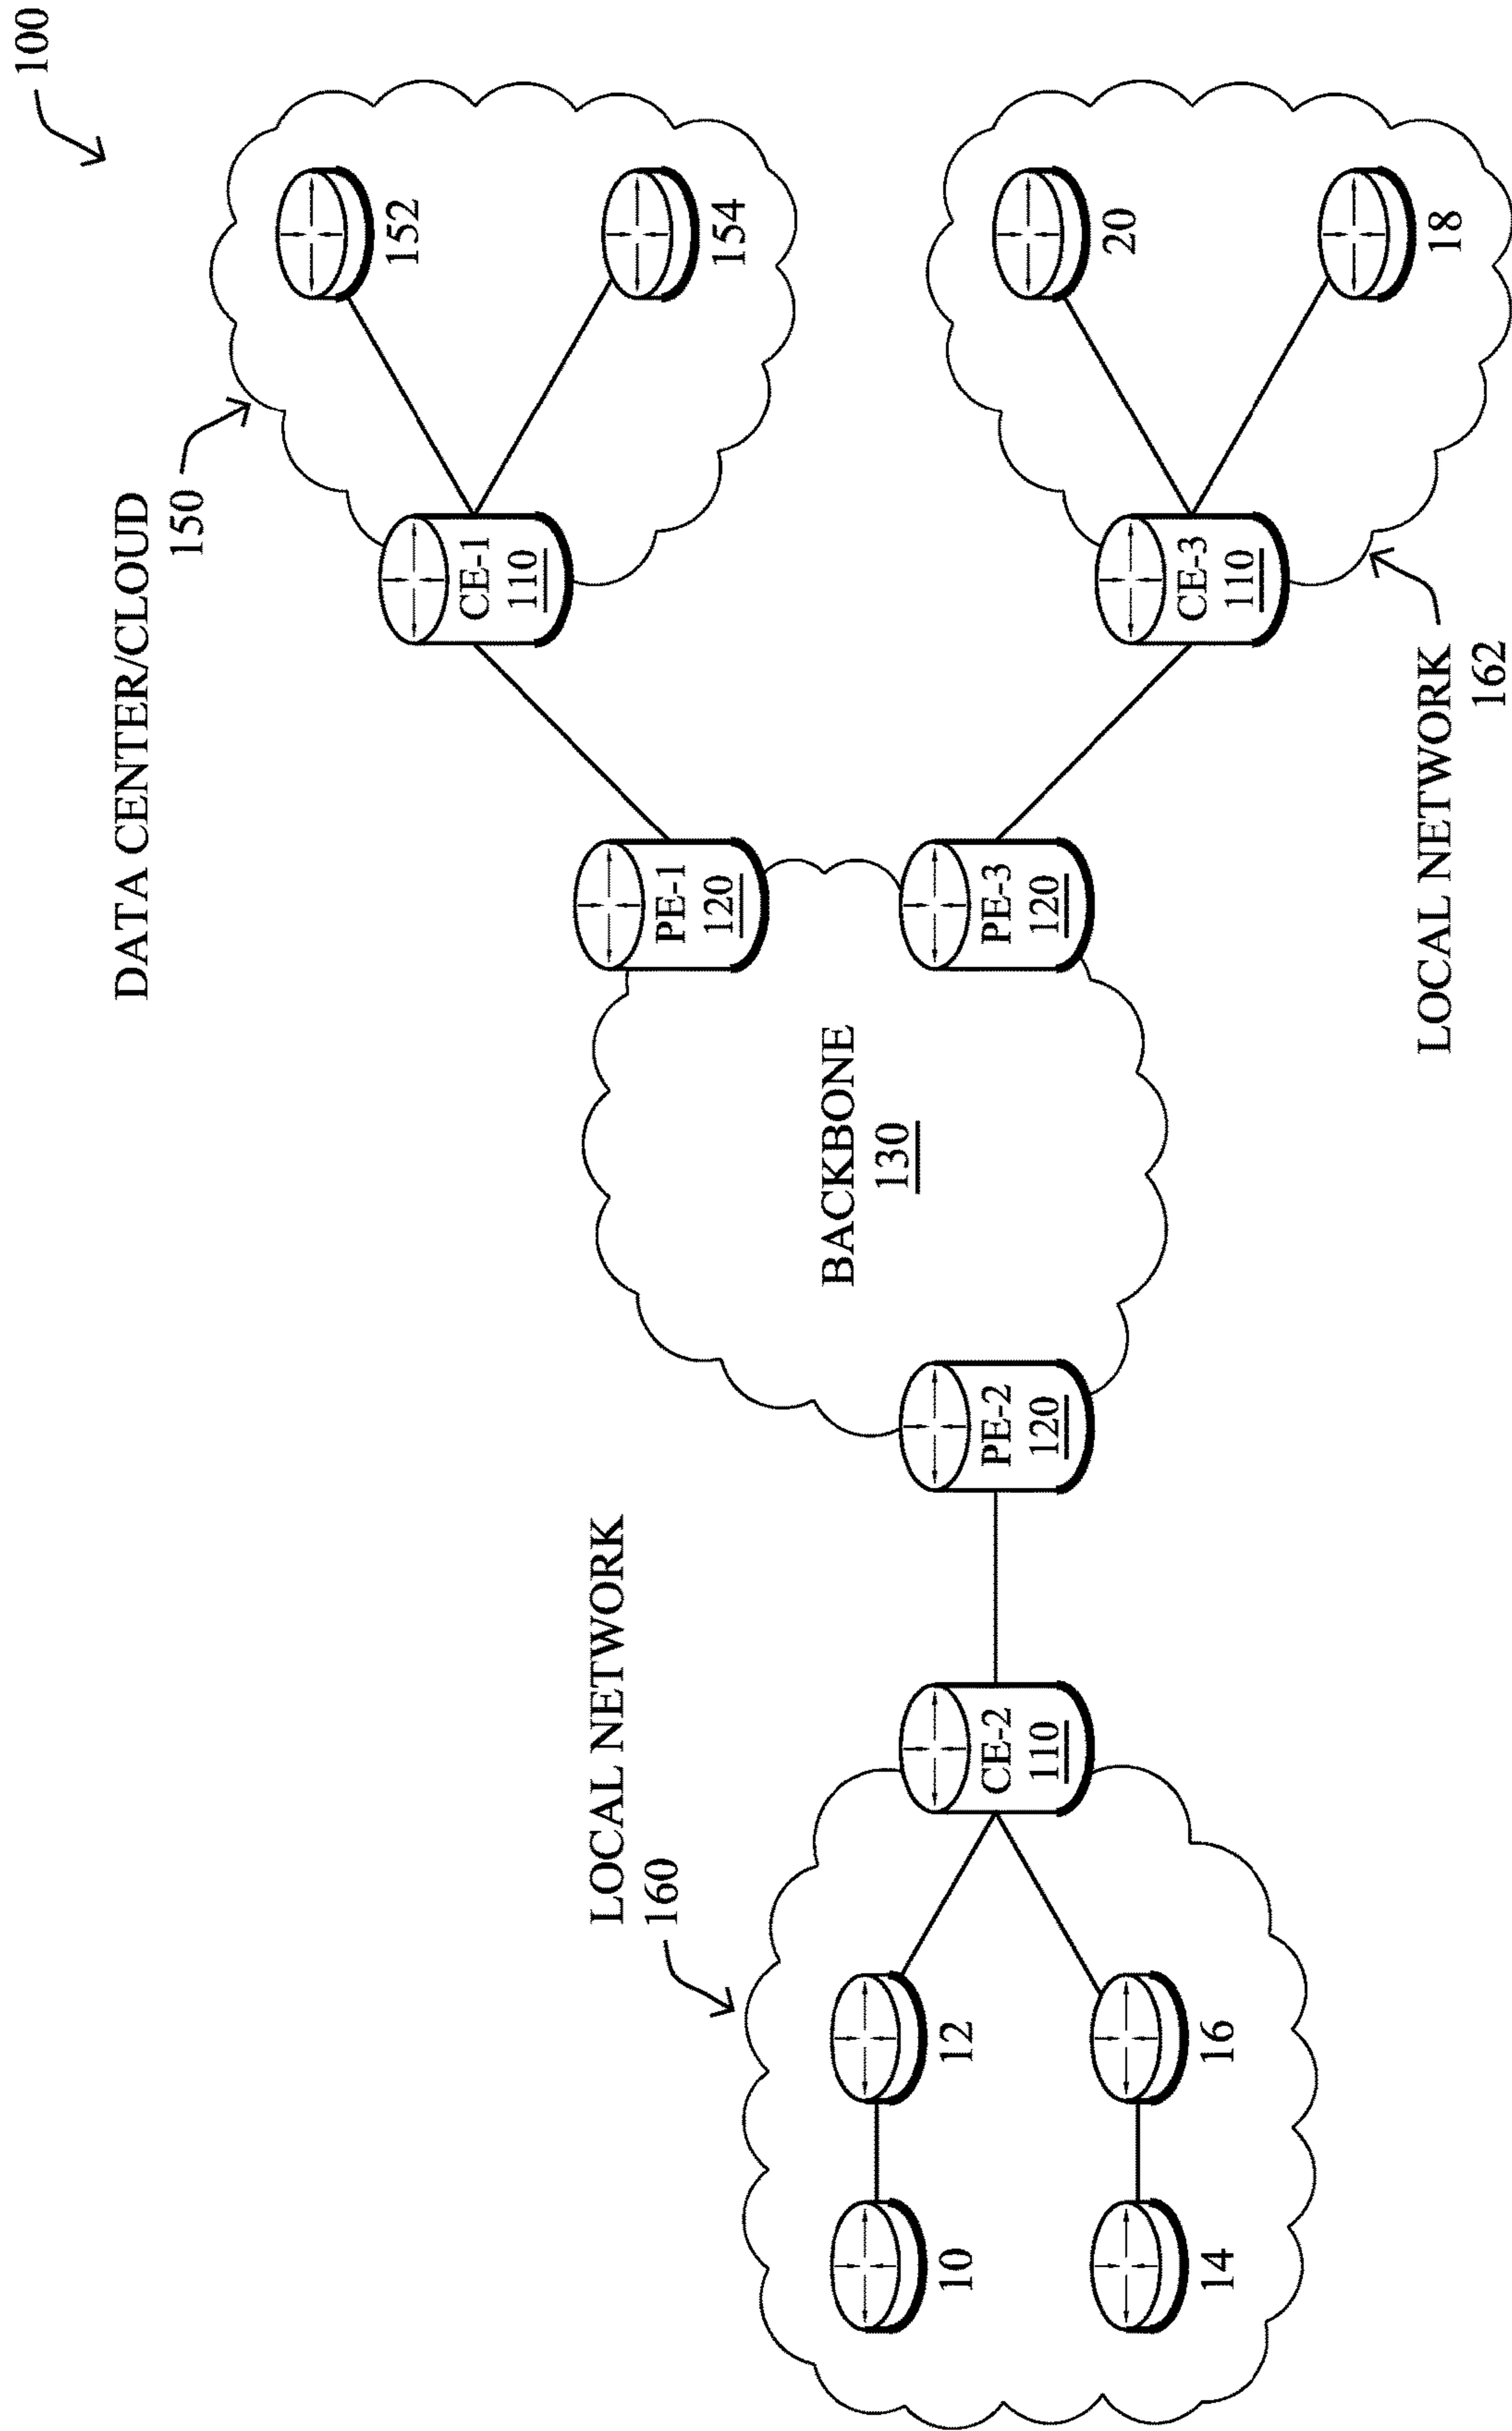 100
DATA CENTER/CLOUD
150
152
154
CE-1
110
PE-1
120
BACKBONE
130
LOCAL NETWORK
160
10
12
14
16
CE-2
110
PE-2
120
PE-3
120
CE-3
110
20
18
LOCAL NETWORK
162